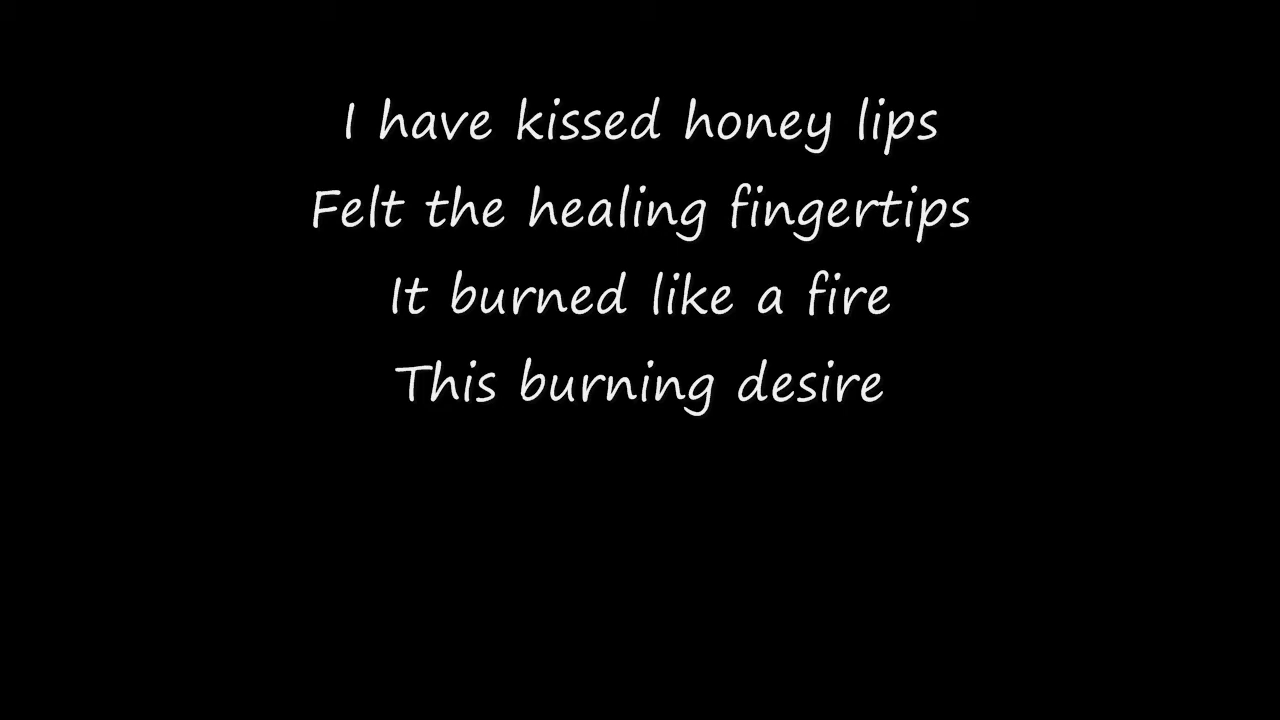 I have kissed honey lips
Felt the healing fingertips
It burned like a fire
This burning desire